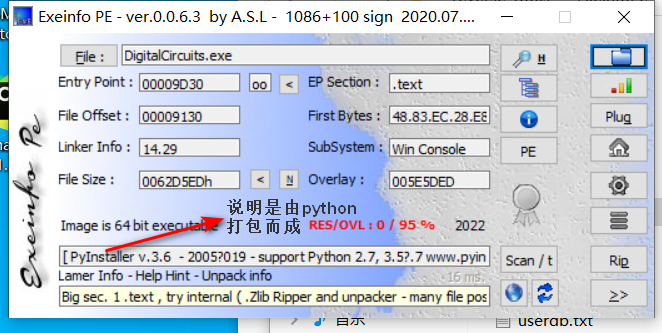 Exeinfo PE - ver.0.0.6.3 by A.S.L - 1086+100 sign 2020.07....
File :
DigitalCircuits.exe
H
Entry Point :
00009D30
oo
<
EP Section :
.text
File Offset :
00009130
First Bytes :
48.83.EC.28.E8
Plug
Linker Info :
14.29
SubSystem :
Win Console
PE
File Size :
0062D5EDh
<
N
Overlay :
005E5DED
说明是由python
打包而成
Image is 64 bit executable
RES/OVL : 0 / 95 %
2022
Exeinfo Pe
[ PyInstaller v.3.6 - 2005?019 - support Python 2.7, 3.5?.7 www.pyin
Scan / t
Rip
Lamer Info - Help Hint - Unpack info
16 ms.
Big sec. 1 .text , try internal ( .Zlib Ripper and unpacker - many file pos
>>
userdb.txt